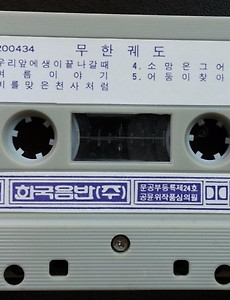 200434 무한궤도
우리앞에생이끝나갈때 4. 소망은그어
여름이야기 5. 어둠이찾아
비를맞은천사처럼
한국음반(주) 문공부등록제24호
공윤위작품심의필